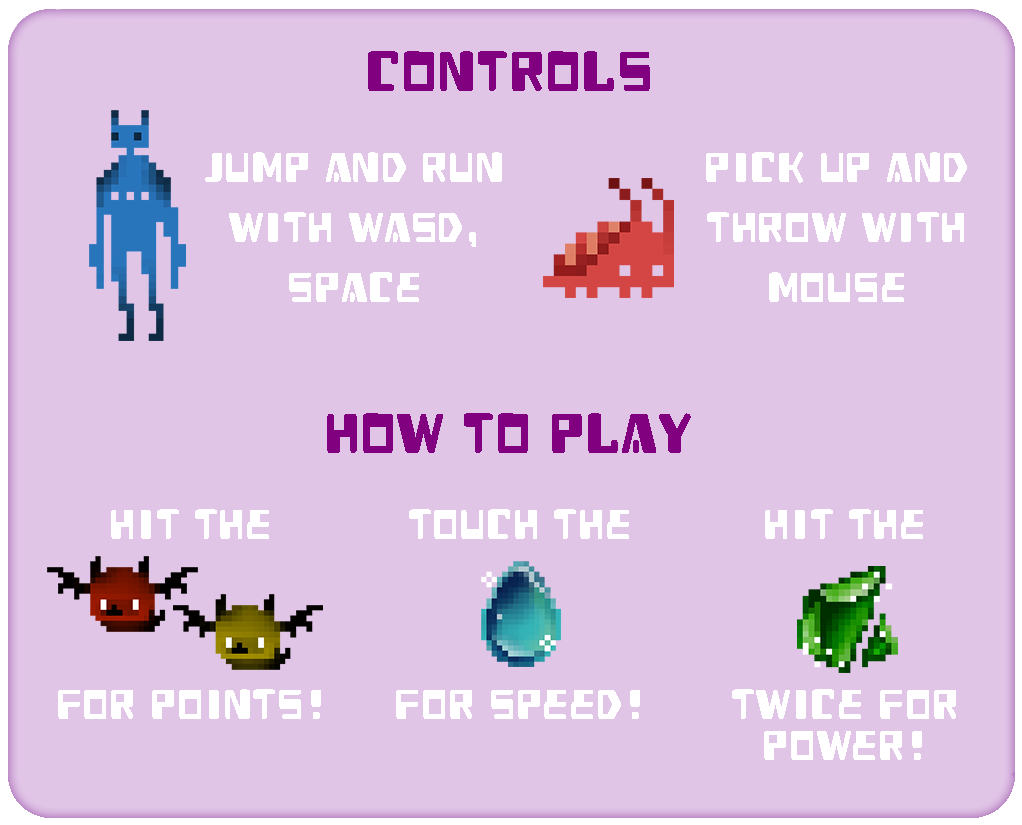 CONTROLS
JUMP AND RUN
WITH WASD,
SPACE
PICK UP AND
THROW WITH
MOUSE
HOW TO PLAY
HIT THE
FOR POINTS!
TOUCH THE
FOR SPEED!
HIT THE
TWICE FOR
POWER!